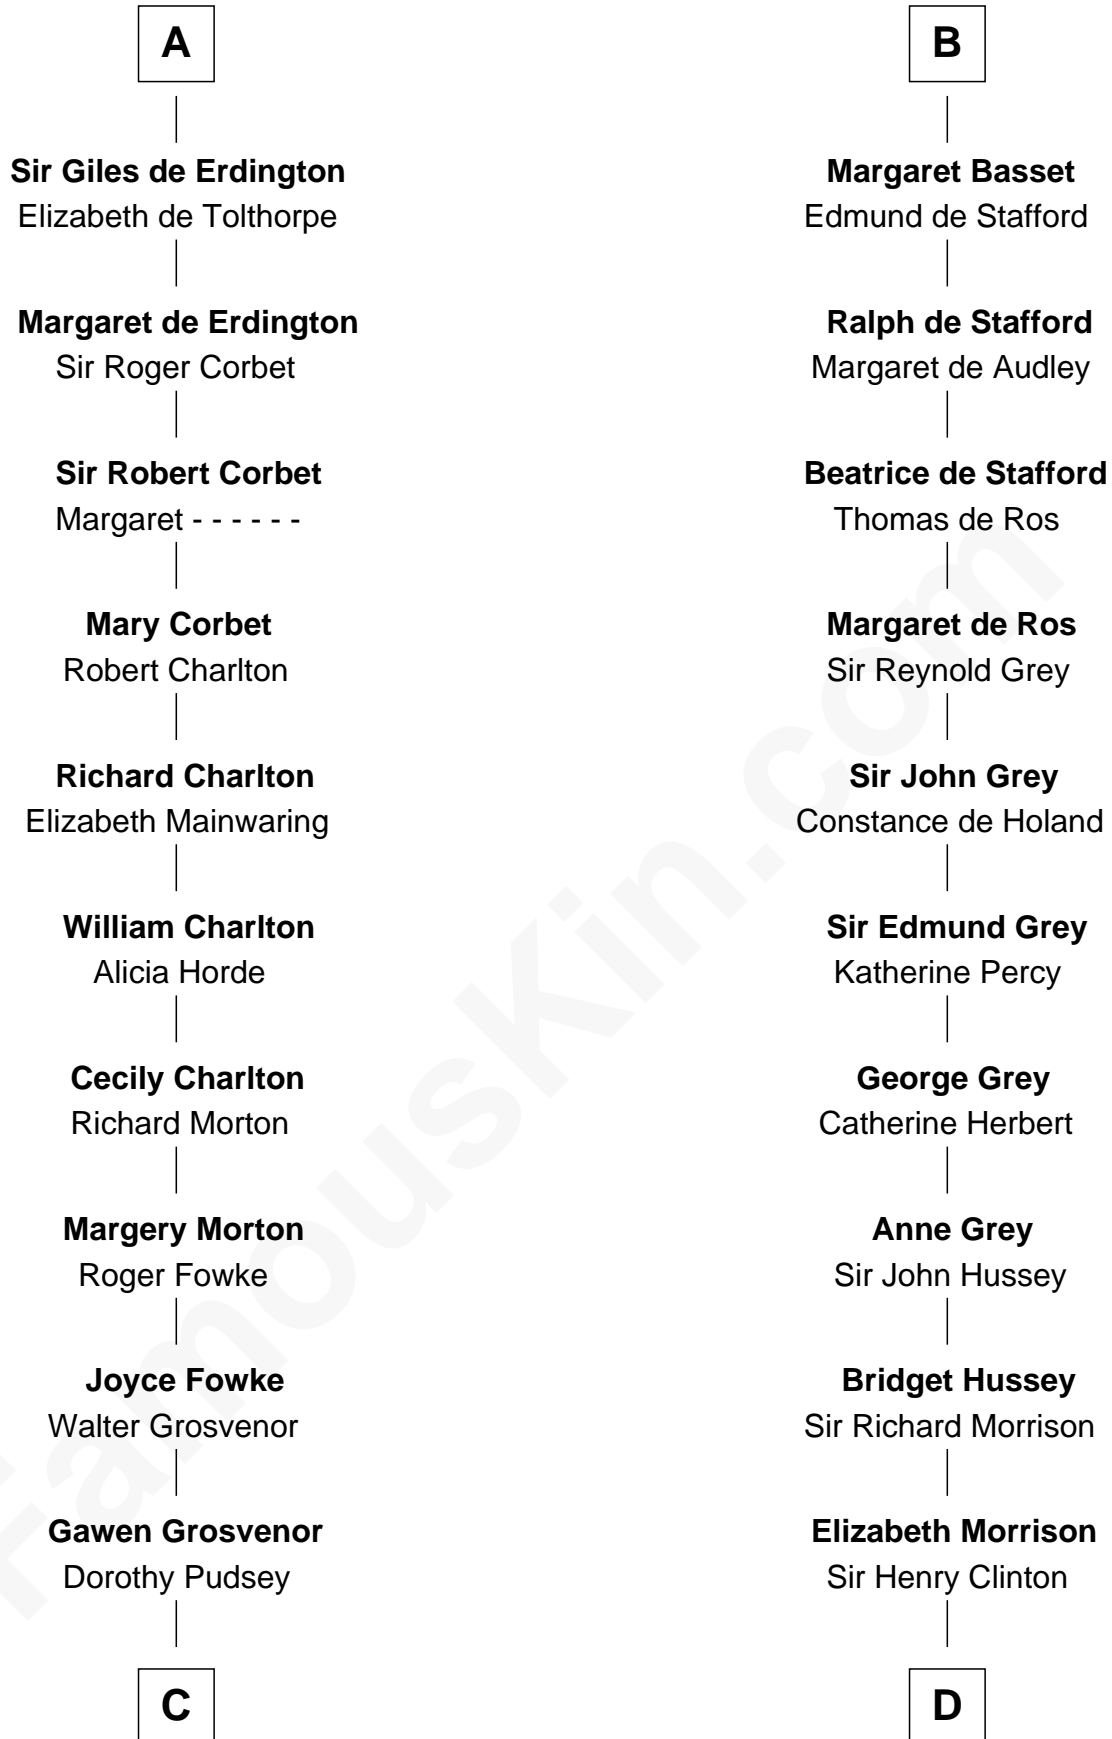 A
Sir Giles de Erdington
Elizabeth de Tolthorpe
Margaret de Erdington
Sir Roger Corbet
Sir Robert Corbet
Margaret - - - - - -
Mary Corbet
Robert Charlton
Richard Charlton
Elizabeth Mainwaring
William Charlton
Alicia Horde
Cecily Charlton
Richard Morton
Margery Morton
Roger Fowke
Joyce Fowke
Walter Grosvenor
Gawen Grosvenor
Dorothy Pudsey
C
B
Margaret Basset
Edmund de Stafford
Ralph de Stafford
Margaret de Audley
Beatrice de Stafford
Thomas de Ros
Margaret de Ros
Sir Reynold Grey
Sir John Grey
Constance de Holand
Sir Edmund Grey
Katherine Percy
George Grey
Catherine Herbert
Anne Grey
Sir John Hussey
Bridget Hussey
Sir Richard Morrison
Elizabeth Morrison
Sir Henry Clinton
D
FamousKin.com